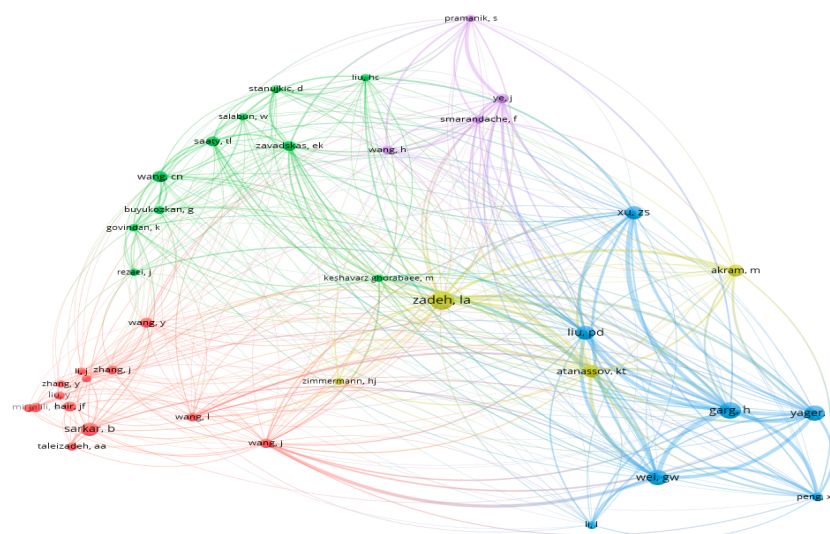 pramanik, s
liu, hc
stanujkic, d
ye, j
salabun, w
smarandache, f
saaty, tl
zavadskas, ek
wang, h
wang, cn
buyukozkan, g
xu, zs
govindan, k
rezaei, j
keshavarz ghorabaee, m
akram, m
zadeh, la
wang, y
liu, pd
li, j
zhang, j
atanassov, kt
zhang, y
zimmermann, hj
liu, y
mirjalili,
hair, jf
garg, h
yager,
wang, l
sarkar, b
wang, j
taleizadeh, aa
wei, gw
peng, x
li, l